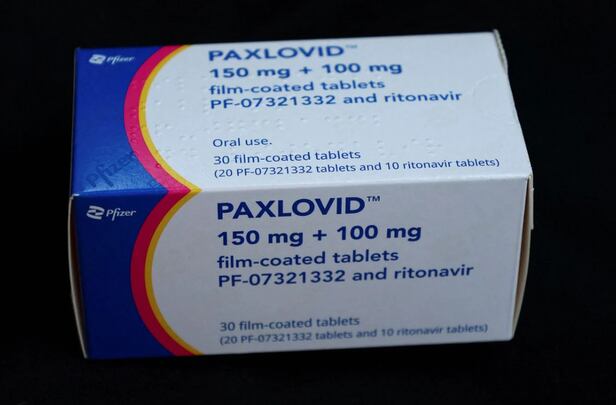 Pfizer
PAXLOVID™
150 mg + 100 mg
film-coated tablets
PF-07321332 and ritonavir
Oral use.
30 film-coated tablets
(20 PF-07321332 tablets and 10 ritonavir tablets)
Pfizer
Pfizer
PAXLOVID™
150 mg + 100 mg
film-coated tablets
PF-07321332 and ritonavir
30 film-coated tablets
(20 PF-07321332 tablets and 10 ritonavir tablets)